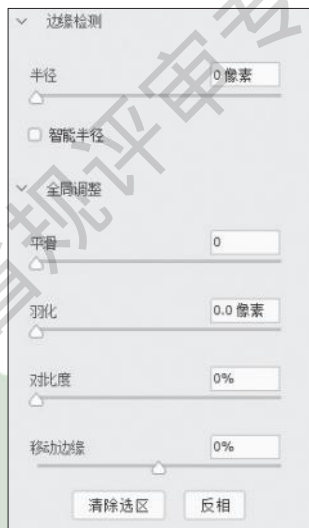 边缘检测
半径 0 像素
智能半径
全局调整
平滑 0
羽化 0.0 像素
对比度 0%
移动边缘 0%
清除选区 反相